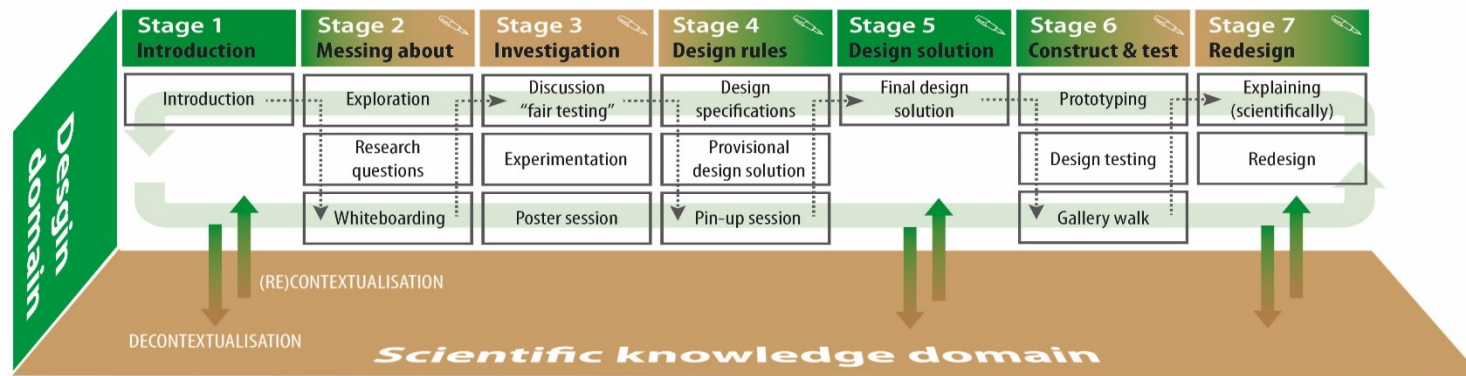 Stage 1
Introduction
Stage 2
Messing about
Stage 3
Investigation
Stage 4
Design rules
Stage 5
Design solution
Stage 6
Construct & test
Stage 7
Redesign
Introduction
Exploration
Research
questions
Whiteboarding
Discussion
“fair testing”
Experimentation
Poster session
Design
specifications
Provisional
design solution
Pin-up session
Final design
solution
Prototyping
Design testing
Gallery walk
Explaining
(scientifically)
Redesign
Desgin
domain
(RE)CONTEXTUALISATION
DECONTEXTUALISATION
Scientific knowledge domain